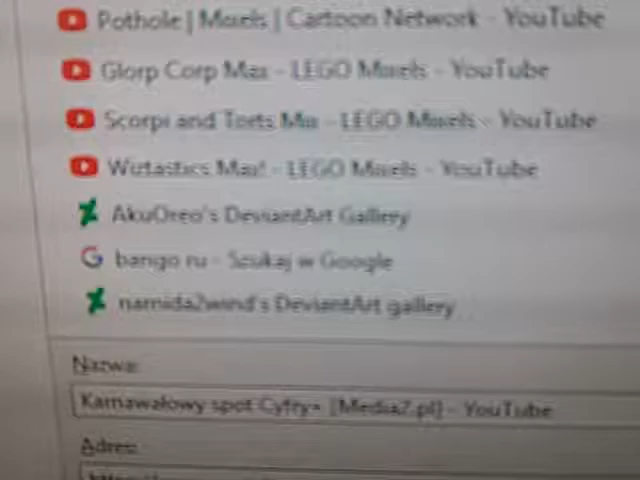 Pothole | Mixels | Cartoon Network - YouTube
Glorp Corp Max - LEGO Mixels - YouTube
Scorpi and Torts Mix - LEGO Mixels - YouTube
Wiztastics Max! - LEGO Mixels - YouTube
AkuOreo's DeviantArt Gallery
bango ru - Szukaj w Google
namida2wind's DeviantArt gallery
Nazwa:
Karnawałowy spot Cyfry+ [Media2.pl] - YouTube
Adres: